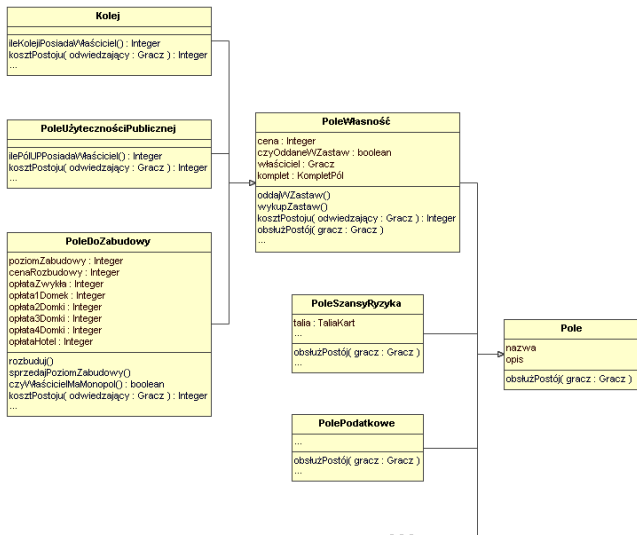 Kolej
ileKolejiPosiadaWłaściciel() : Integer
kosztPostoju( odwiedzający : Gracz ) : Integer
...
PoleUżytecznościPublicznej
ilePólUPPosiadaWłaściciel() : Integer
kosztPostoju( odwiedzający : Gracz ) : Integer
...
PoleDoZabudowy
poziomZabudowy : Integer
cenaRozbudowy : Integer
opłataZwykła : Integer
opłata1Domek : Integer
opłata2Domki : Integer
opłata3Domki : Integer
opłata4Domki : Integer
opłataHotel : Integer
rozbuduj()
sprzedajPoziomZabudowy()
czyWłaścicielMaMonopol() : boolean
kosztPostoju( odwiedzający : Gracz ) : Integer
...
PoleWłasność
cena : Integer
czyOddaneWZastaw : boolean
właściciel : Gracz
komplet : KompletPól
oddajWZastaw()
wykupZastaw()
kosztPostoju( odwiedzający : Gracz ) : Integer
obsłużPostój( gracz : Gracz )
...
PoleSzansyRyzyka
talia : TaliaKart
...
obsłużPostój( gracz : Gracz )
...
PolePodatkowe
...
obsłużPostój( gracz : Gracz )
...
Pole
nazwa
opis
obsłużPostój( gracz : Gracz )
...